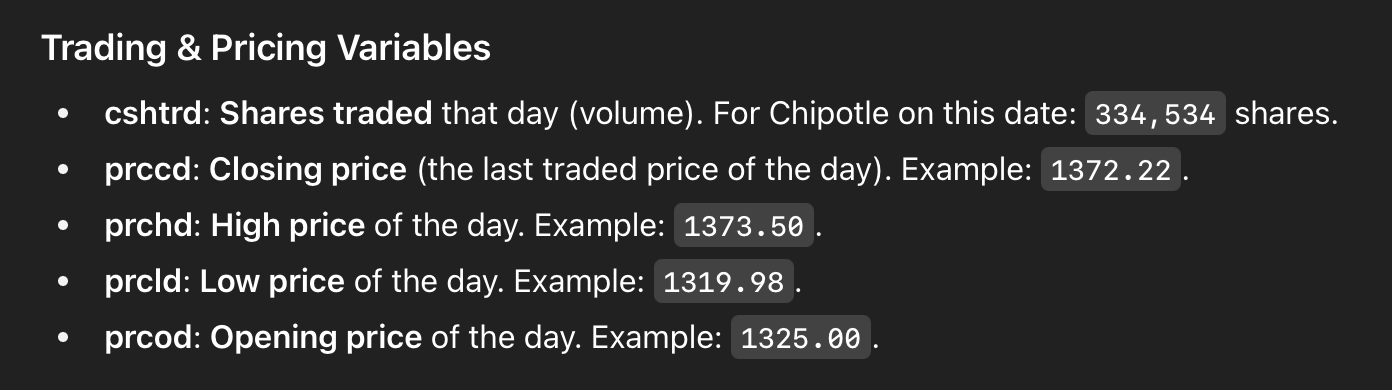 Trading & Pricing Variables
• cshtrd: Shares traded that day (volume). For Chipotle on this date: 334,534 shares.
• prccd: Closing price (the last traded price of the day). Example: 1372.22.
• prchd: High price of the day. Example: 1373.50.
• prcld: Low price of the day. Example: 1319.98.
• prcod: Opening price of the day. Example: 1325.00.